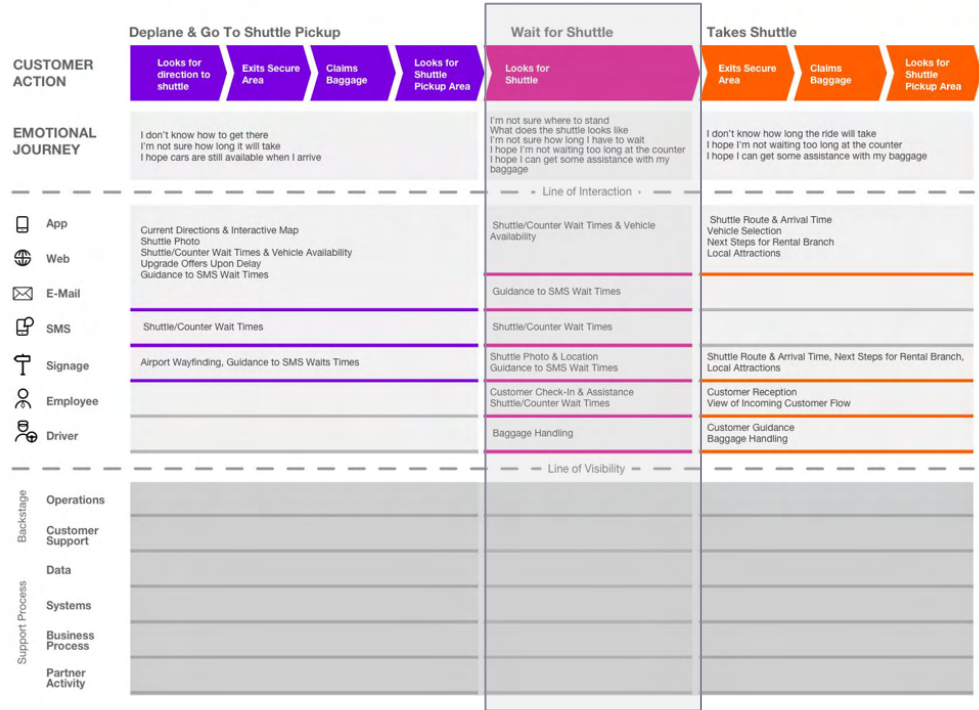 Deplane & Go To Shuttle Pickup
Wait for Shuttle
Takes Shuttle
CUSTOMER
ACTION
Looks for
direction to
shuttle
Exits Secure
Area
Claims
Baggage
Looks for
Shuttle
Pickup Area
Looks for
Shuttle
Exits Secure
Area
Claims
Baggage
Looks for
Shuttle
Pickup Area
EMOTIONAL
JOURNEY
I don't know how to get there
I'm not sure how long it will take
I hope cars are still available when I arrive
I'm not sure where to stand
What does the shuttle looks like
I'm not sure how long I have to wait
I hope I'm not waiting too long at the counter
I hope I can get some assistance with my
baggage
I don't know how long the ride will take
I hope I'm not waiting too long at the counter
I hope I can get some assistance with my baggage
Line of Interaction
App
Web
E-Mail
Current Directions & Interactive Map
Shuttle Photo
Shuttle/Counter Wait Times & Vehicle Availability
Upgrade Offers Upon Delay
Guidance to SMS Wait Times
Shuttle/Counter Wait Times & Vehicle
Availability
Guidance to SMS Wait Times
Shuttle Route & Arrival Time
Vehicle Selection
Next Steps for Rental Branch
Local Attractions
SMS
Shuttle/Counter Wait Times
Shuttle/Counter Wait Times
Signage
Airport Wayfinding, Guidance to SMS Waits Times
Shuttle Photo & Location
Guidance to SMS Wait Times
Shuttle Route & Arrival Time, Next Steps for Rental Branch,
Local Attractions
Employee
Customer Check-In & Assistance
Shuttle/Counter Wait Times
Customer Reception
View of Incoming Customer Flow
Driver
Baggage Handling
Customer Guidance
Baggage Handling
Line of Visibility
Backstage
Operations
Customer
Support
Support Process
Data
Systems
Business
Process
Partner
Activity